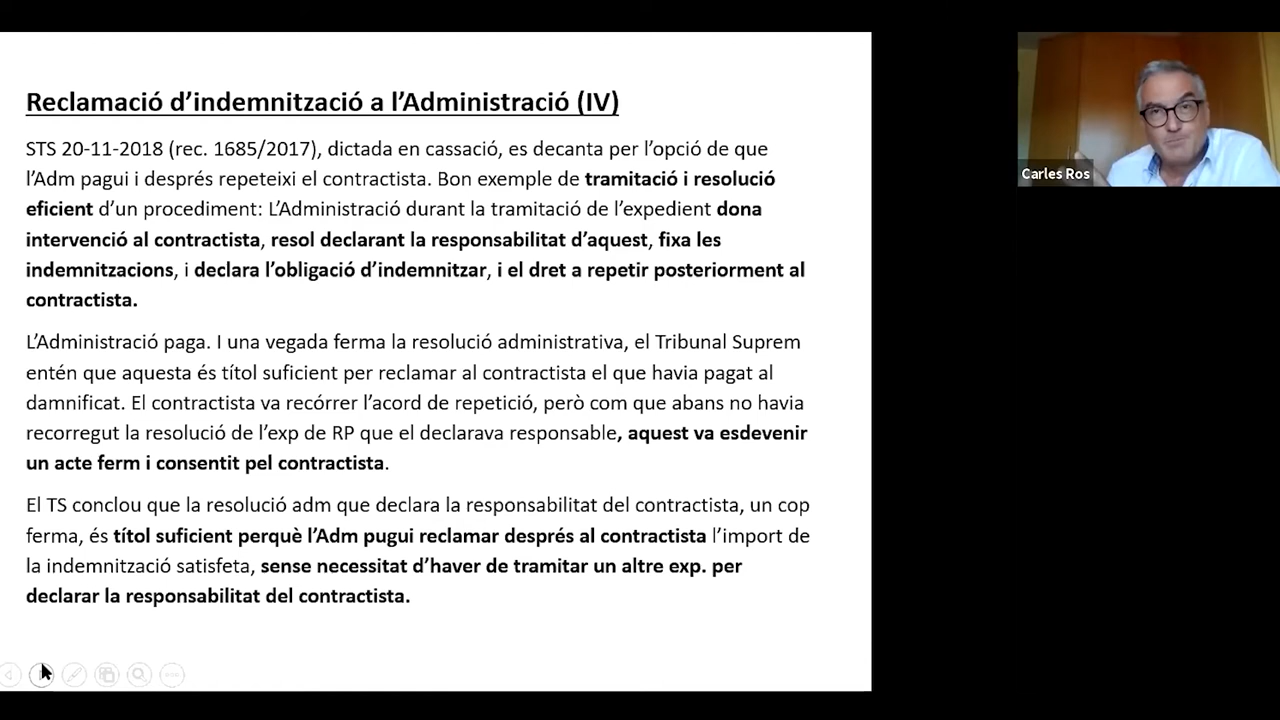 Reclamació d’indemnització a l’Administració (IV)
STS 20-11-2018 (rec. 1685/2017), dictada en cassació, es decanta per l’opció de que
l’Adm pagui i després repeteixi el contractista. Bon exemple de tramitació i resolució
eficient d’un procediment: L’Administració durant la tramitació de l’expedient dona
intervenció al contractista, resol declarant la responsabilitat d’aquest, fixa les
indemnitzacions, i declara l’obligació d’indemnitzar, i el dret a repetir posteriorment al
contractista.
L’Administració paga. I una vegada ferma la resolució administrativa, el Tribunal Suprem
entén que aquesta és títol suficient per reclamar al contractista el que havia pagat al
damnificat. El contractista va recórrer l’acord de repetició, però com que abans no havia
recorregut la resolució de l’exp de RP que el declarava responsable, aquest va esdevenir
un acte ferm i consentit pel contractista.
El TS conclou que la resolució adm que declara la responsabilitat del contractista, un cop
ferma, és títol suficient perquè l’Adm pugui reclamar després al contractista l’import de
la indemnització satisfeta, sense necessitat d’haver de tramitar un altre exp. per
declarar la responsabilitat del contractista.
Carles Ros